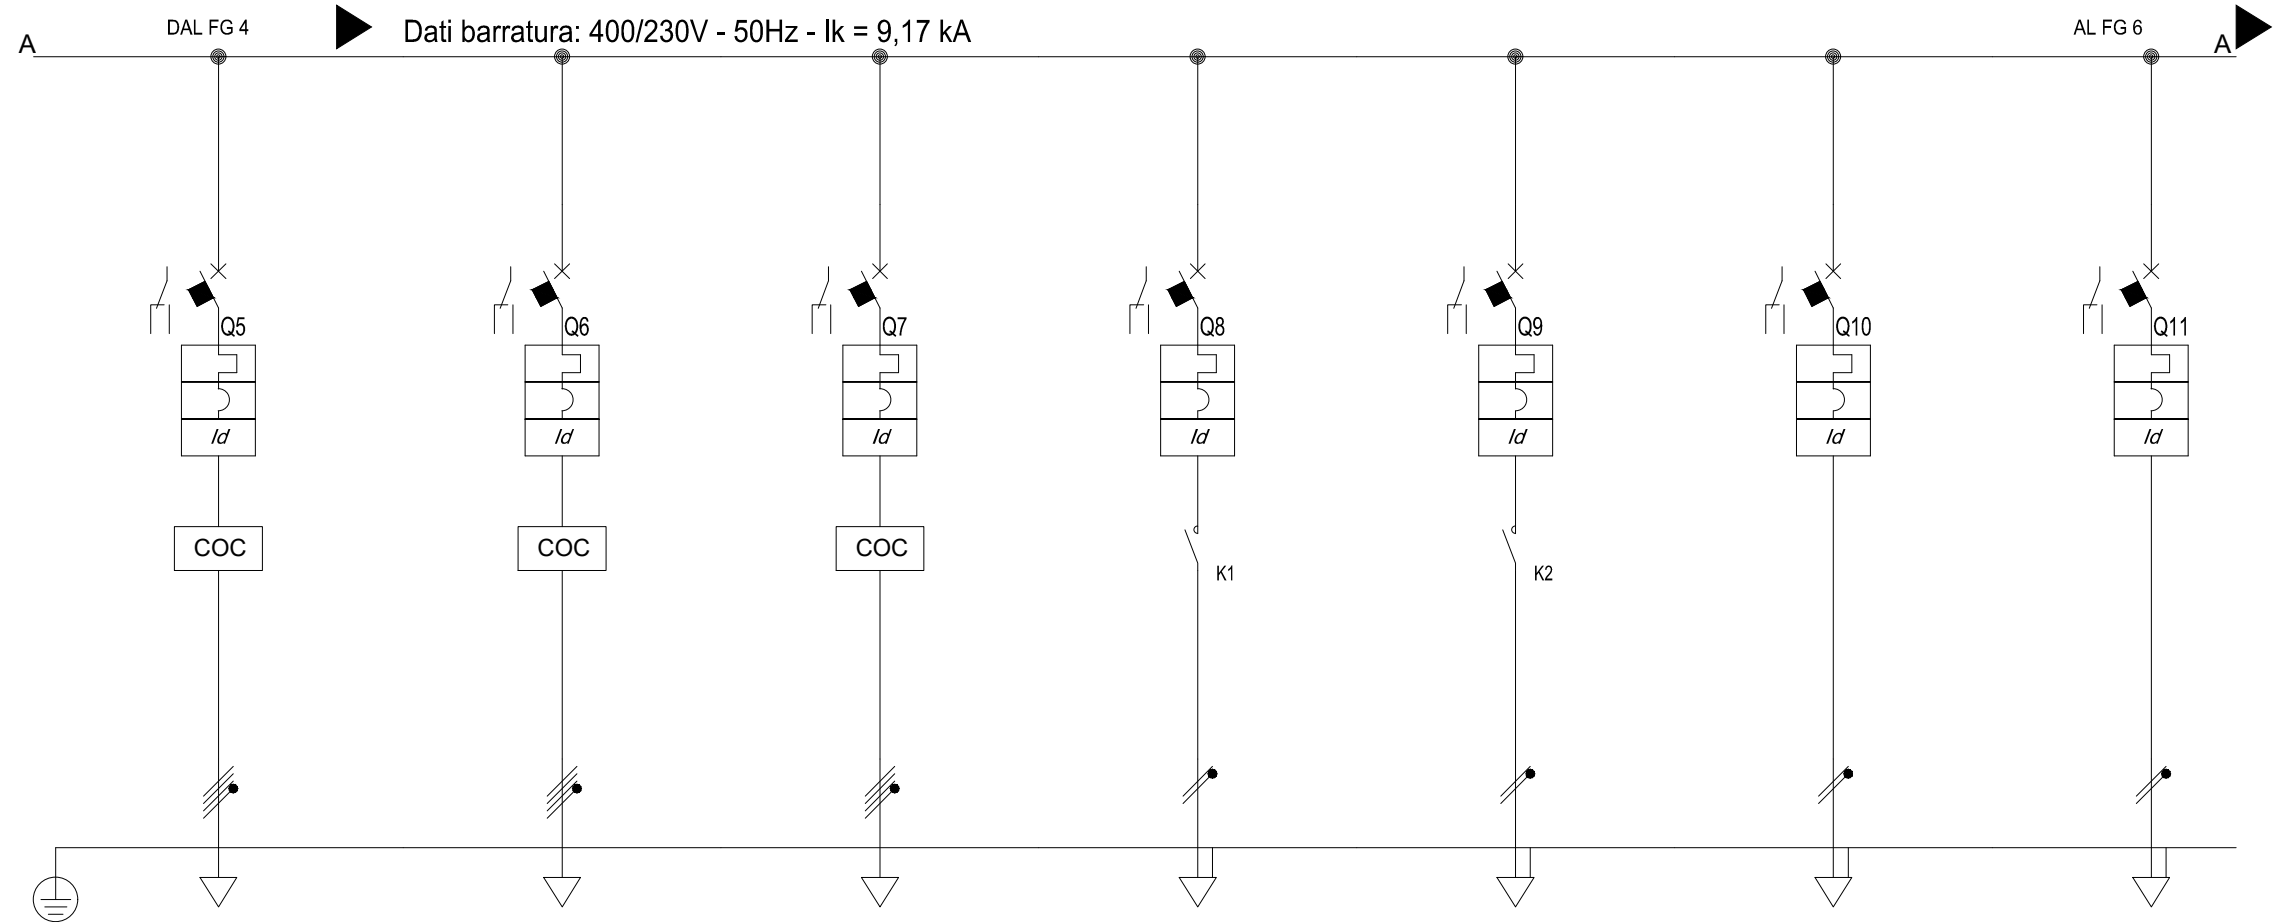 DAL FG 4
Dati barratura: 400/230V - 50Hz - Ik = 9,17 kA
AL FG 6
A
A
Q5
Q6
Q7
Q8
Q9
Q10
Q11
Id
Id
Id
Id
Id
Id
Id
COC
COC
COC
K1
K2